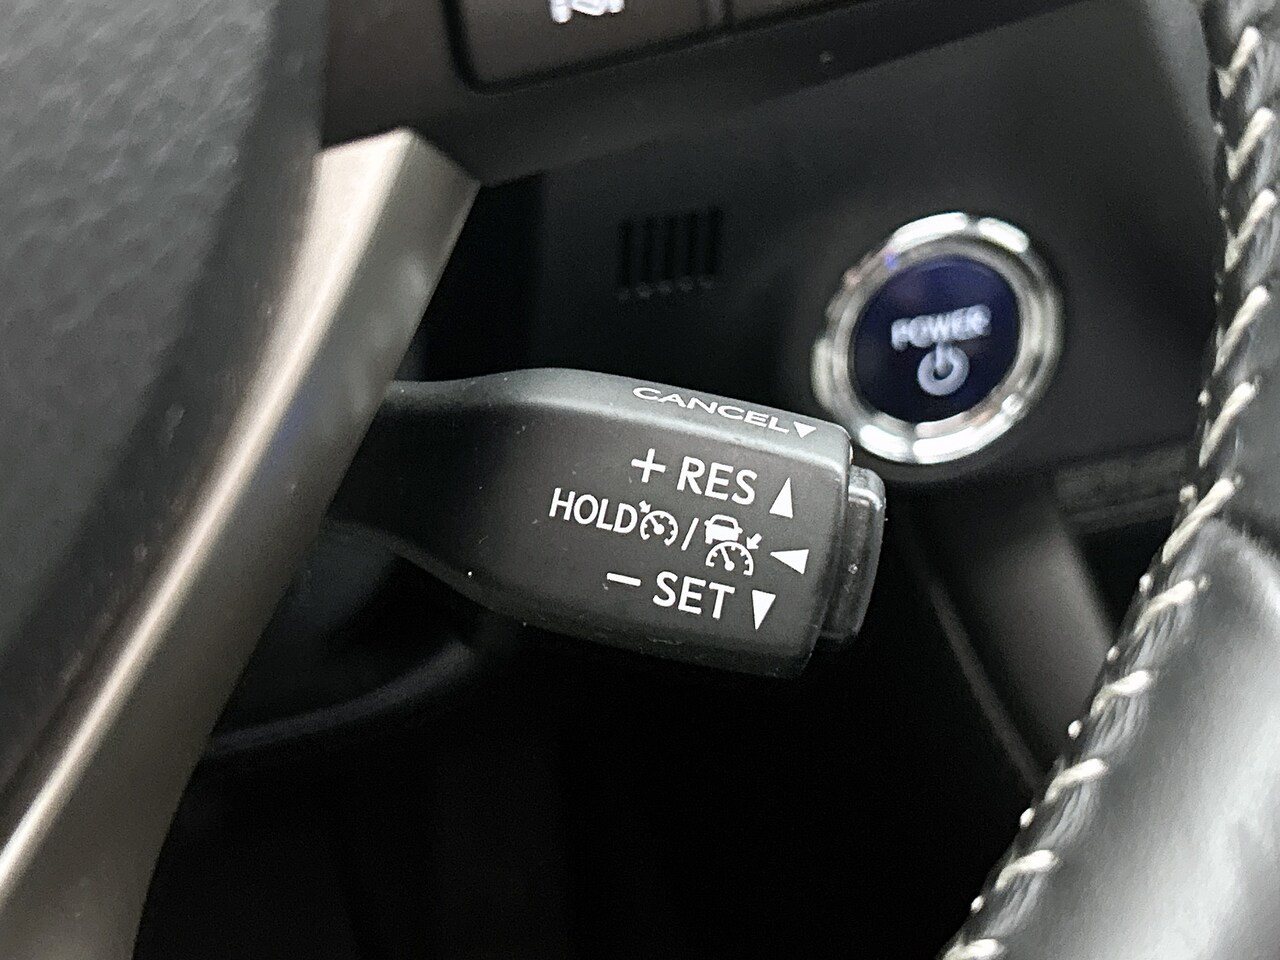 CANCEL
+ RES
HOLD /
− SET
POWER